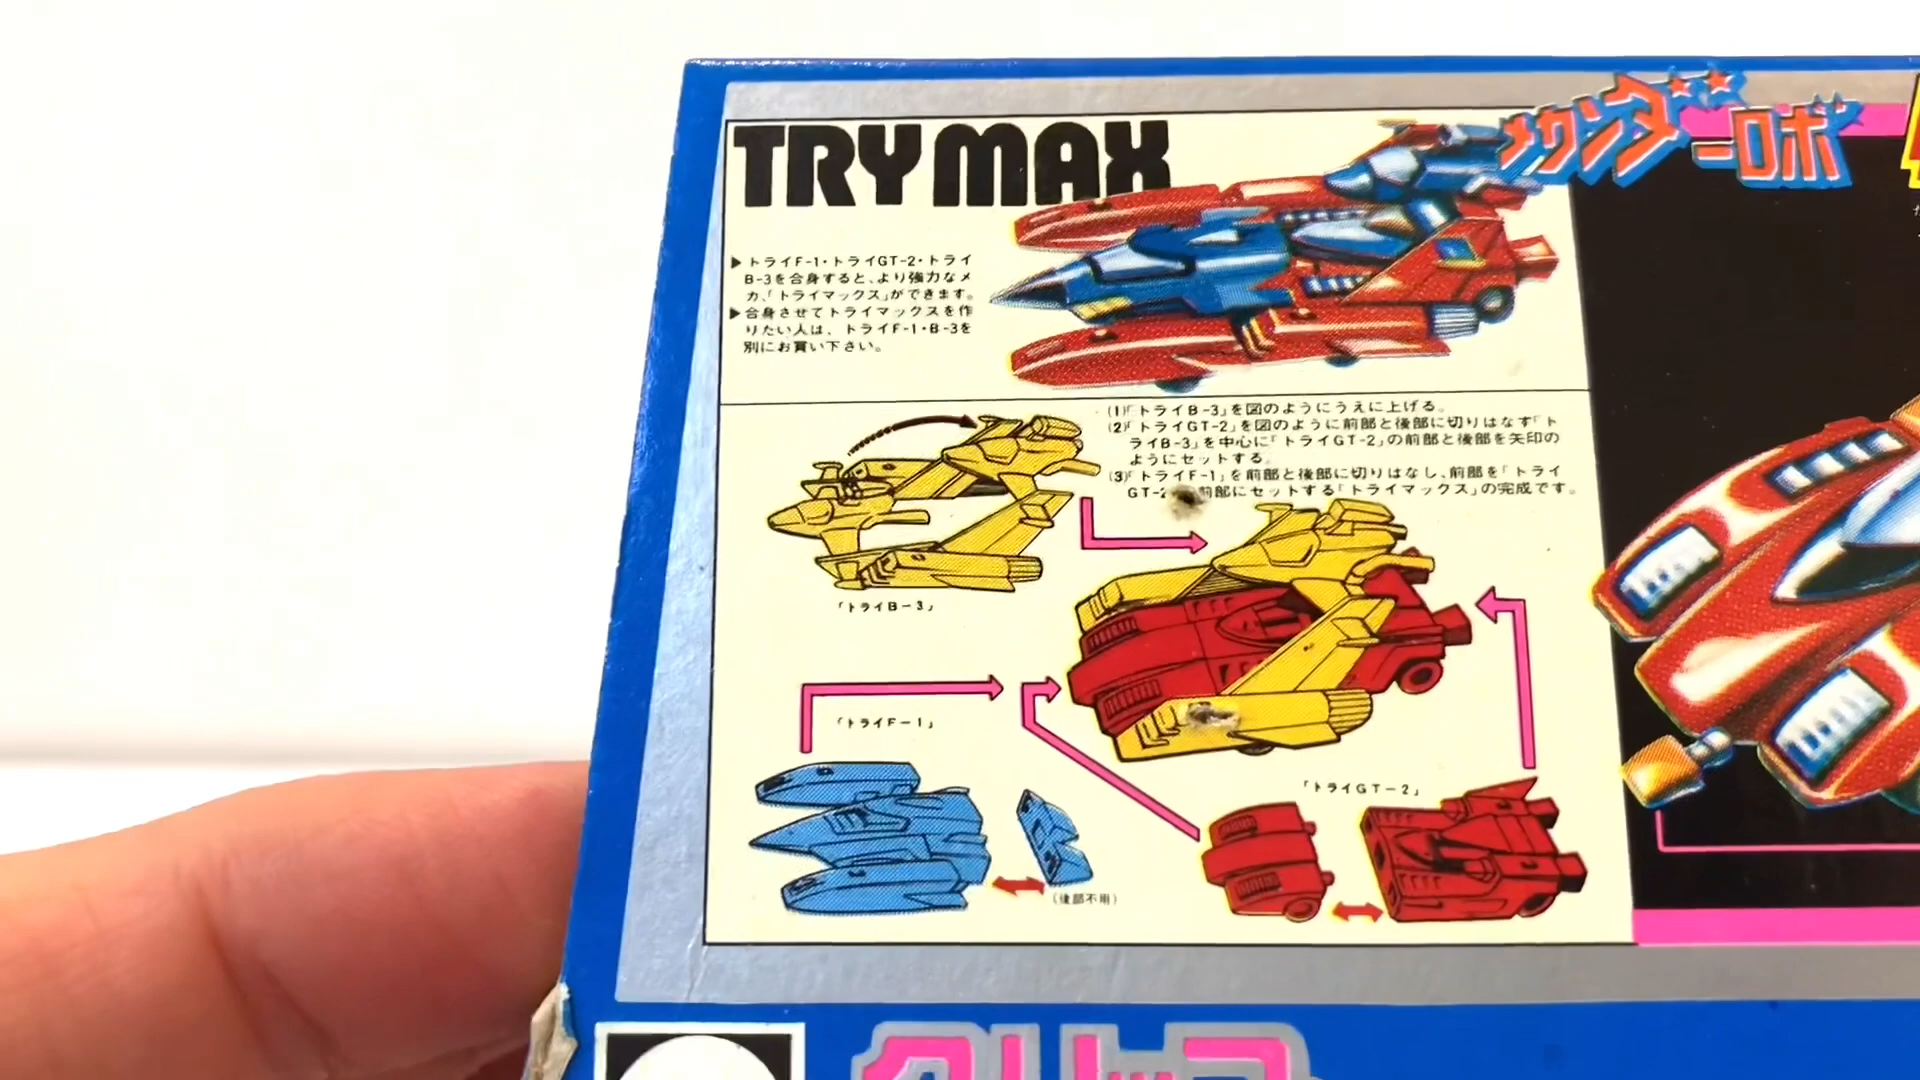 TRYMAX
メカンダーロボ
▶トライF-1・トライGT-2・トライ
B-3を合身すると、より強力なメ
カ、「トライマックス」ができます。
▶合身させてトライマックスを作
りたい人は、トライF-1・B-3を
別にお買い下さい。
(1)「トライB-3」を図のようにうえに上げる。
(2)「トライGT-2」を図のように前部と後部に切りはなす「ト
ライB-3」を中心に「トライGT-2」の前部と後部を矢印の
ようにセットする。
(3)「トライF-1」を前部と後部に切りはなし、前部を「トライ
GT-2 前部にセットする「トライマックス」の完成です。
「トライB-3」
「トライF-1」
「トライGT-2」
(後部不用)